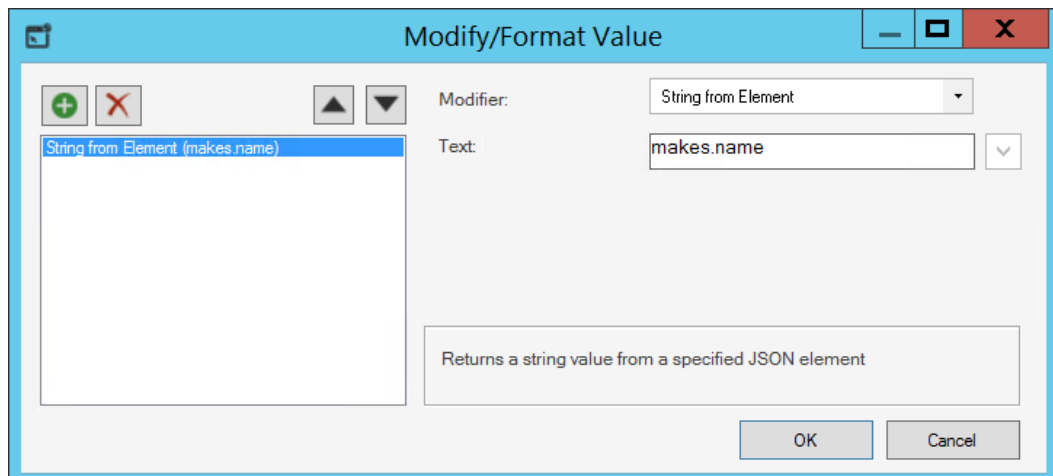 Modify/Format Value
Modifier:
String from Element
String from Element (makes.name)
Text:
makes.name
Returns a string value from a specified JSON element
OK
Cancel